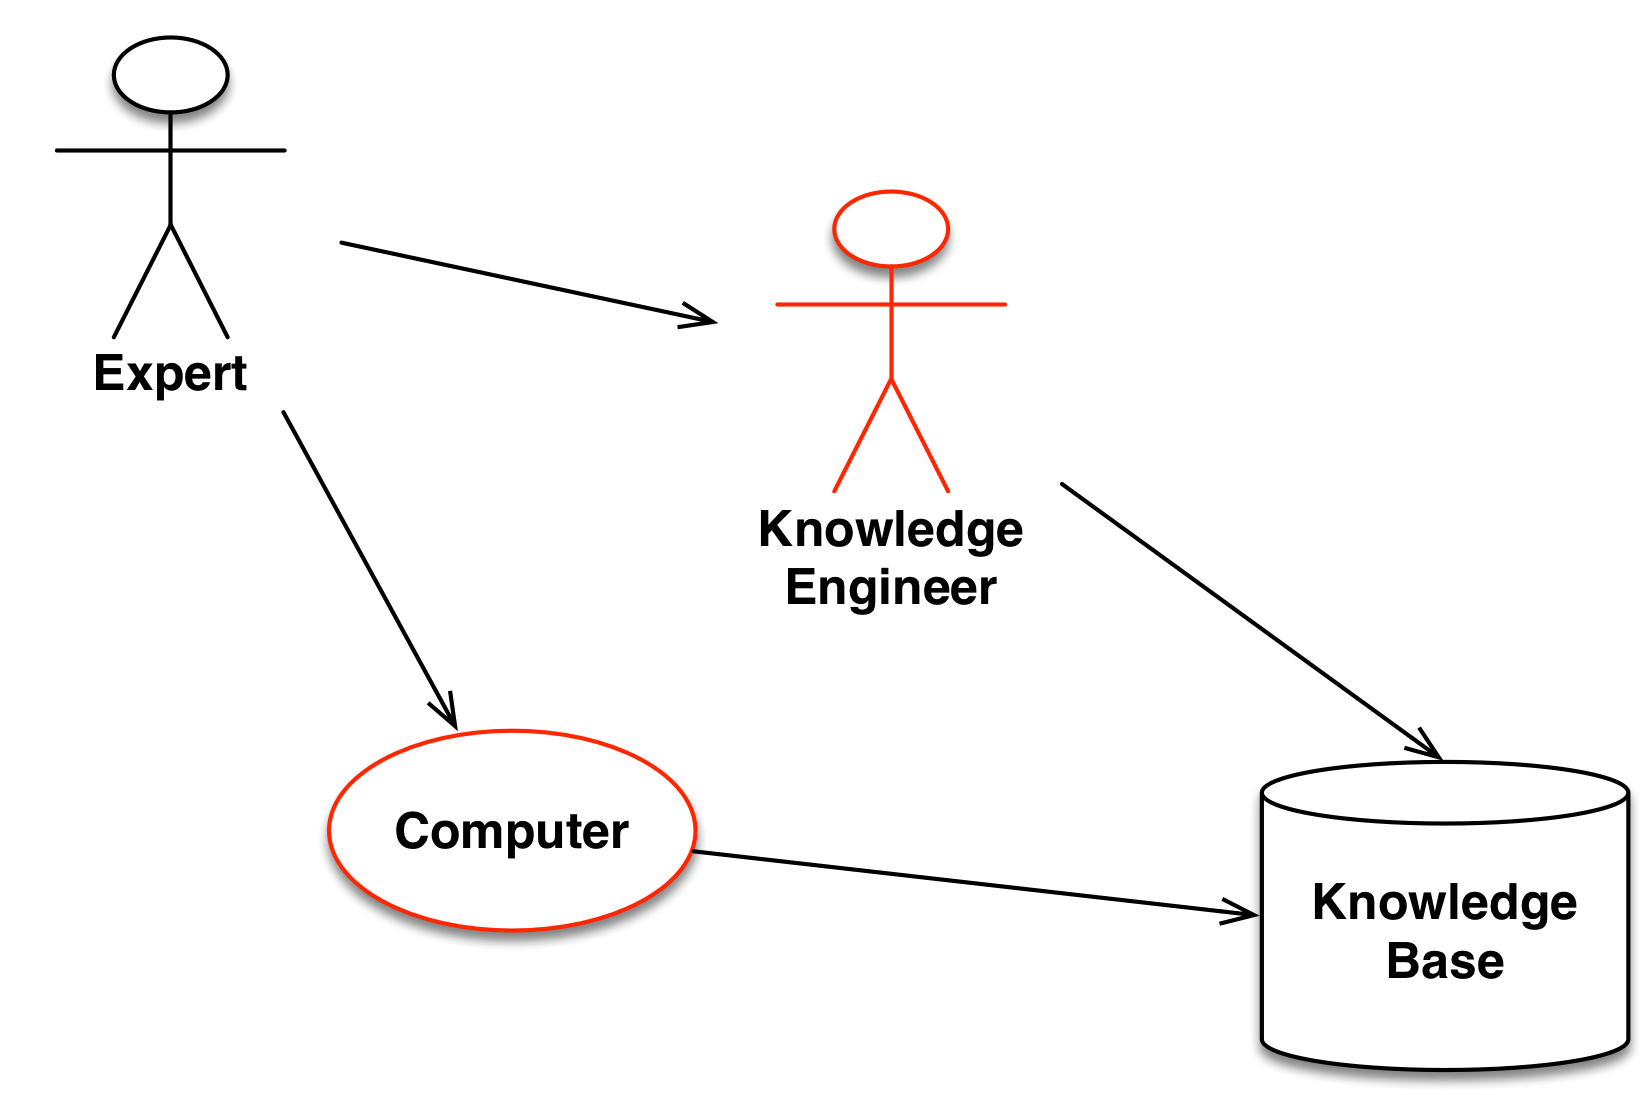 Expert
Knowledge
Engineer
Computer
Knowledge
Base